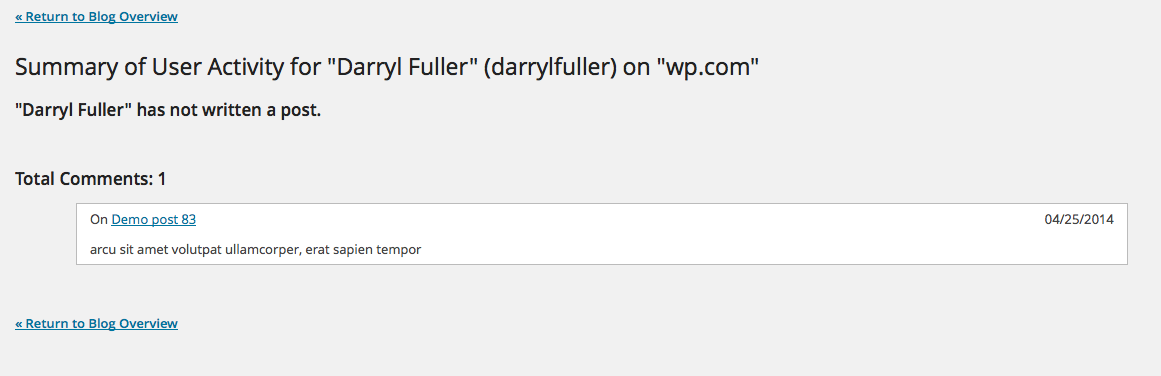 « Return to Blog Overview
Summary of User Activity for "Darryl Fuller" (darrylfuller) on "wp.com"
"Darryl Fuller" has not written a post.
Total Comments: 1
On Demo post 83 04/25/2014
arcu sit amet volutpat ullamcorper, erat sapien tempor
« Return to Blog Overview